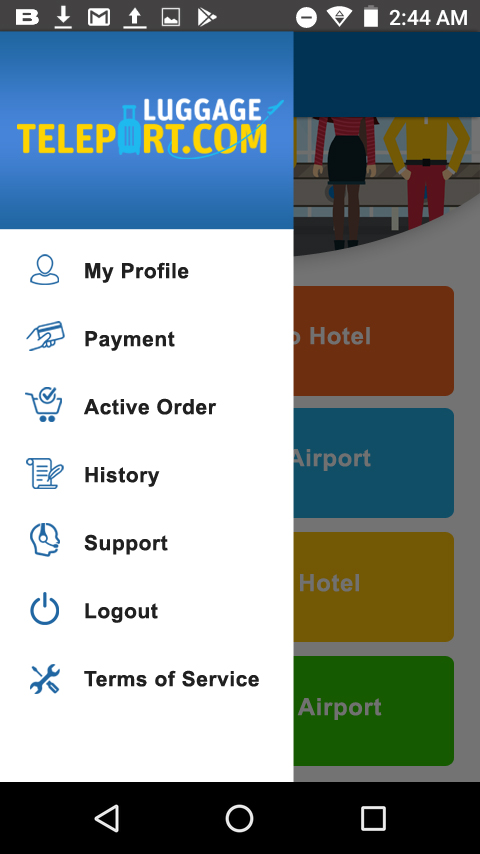 2:44 AM
LUGGAGE
TELEPORT.COM
My Profile
Payment
Active Order
History
Support
Logout
Terms of Service
Hotel
Airport
Hotel
Airport